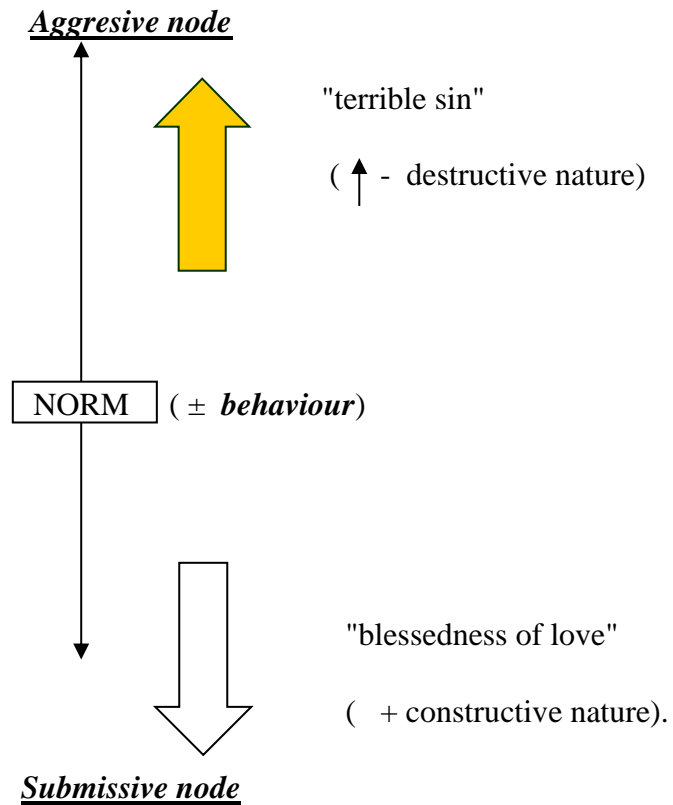 Aggresive node
"terrible sin"
( ↑ - destructive nature)
NORM ( ± behaviour)
"blessedness of love"
( + constructive nature).
Submissive node